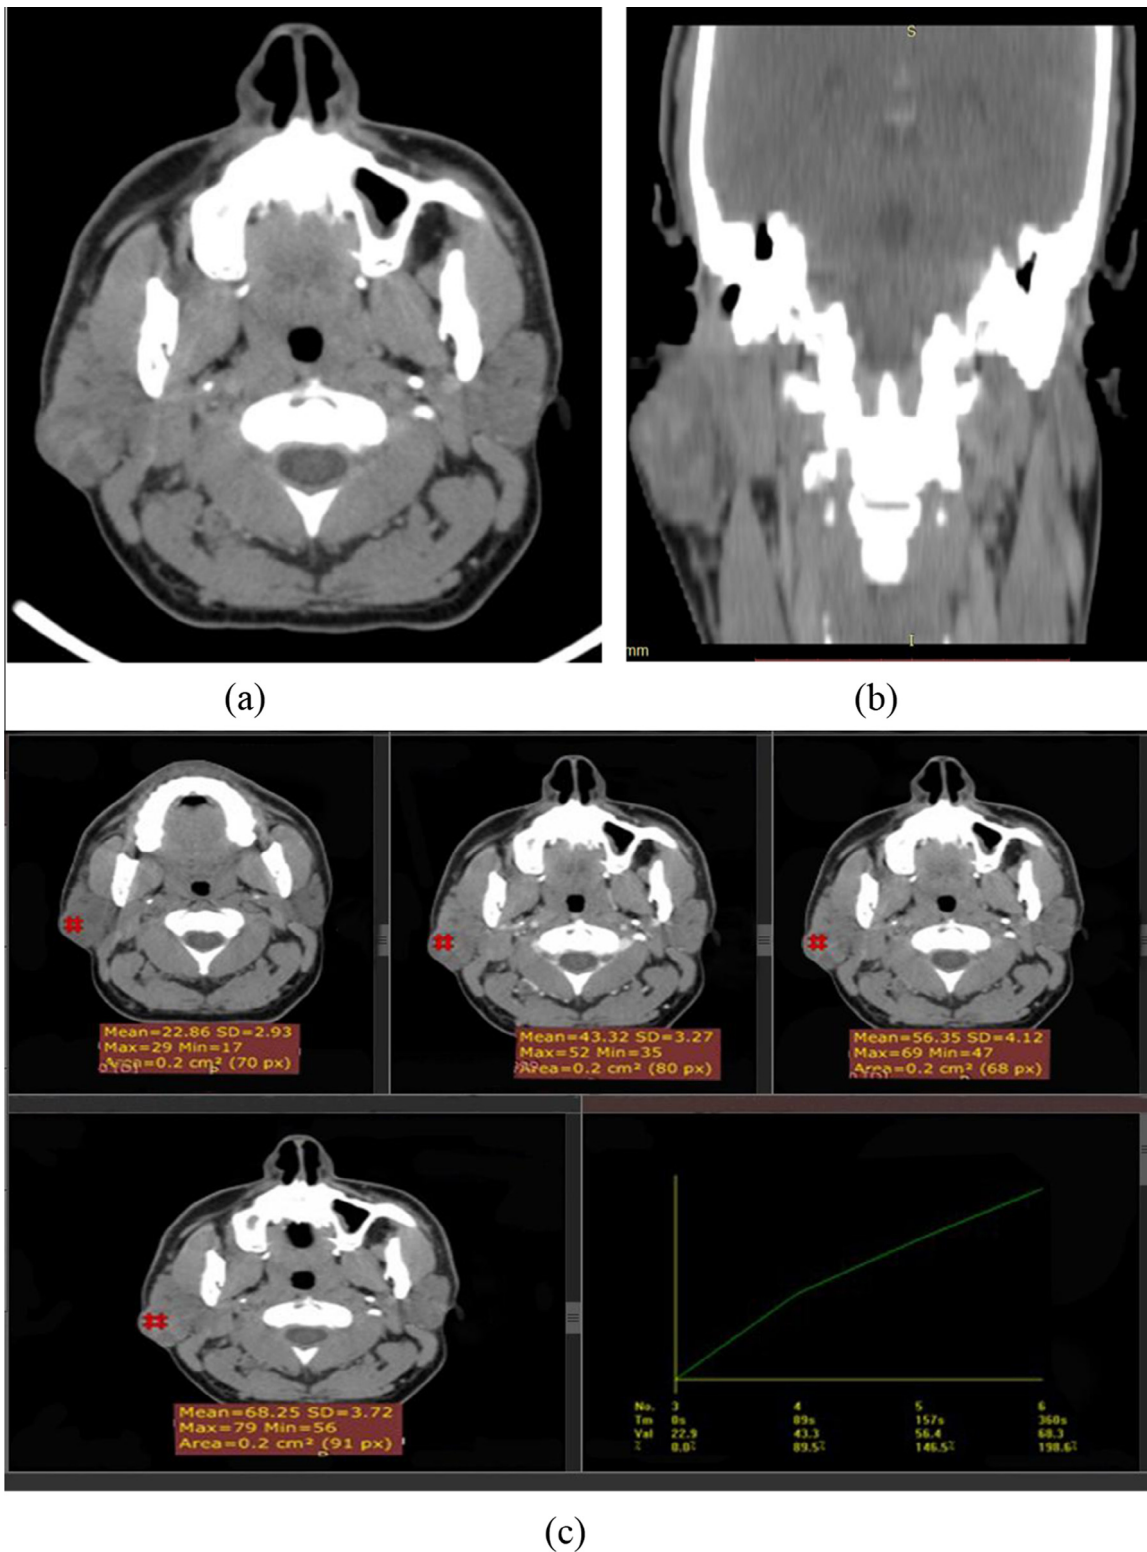 S
I
mm
(a)
(b)
Mean=22.86 SD=2.93
Max=29 Min=17
Area=0.2 cm² (70 px)
Mean=43.32 SD=3.27
Max=52 Min=35
Area=0.2 cm² (80 px)
Mean=56.35 SD=4.12
Max=69 Min=47
Area=0.2 cm² (68 px)
Mean=68.25 SD=3.72
Max=79 Min=56
Area=0.2 cm² (91 px)
No. 3 4 5 6
Tm 0s 89s 157s 360s
Val 22.9 43.3 56.4 68.3
% 0.0% 89.5% 146.5% 198.6%
(c)